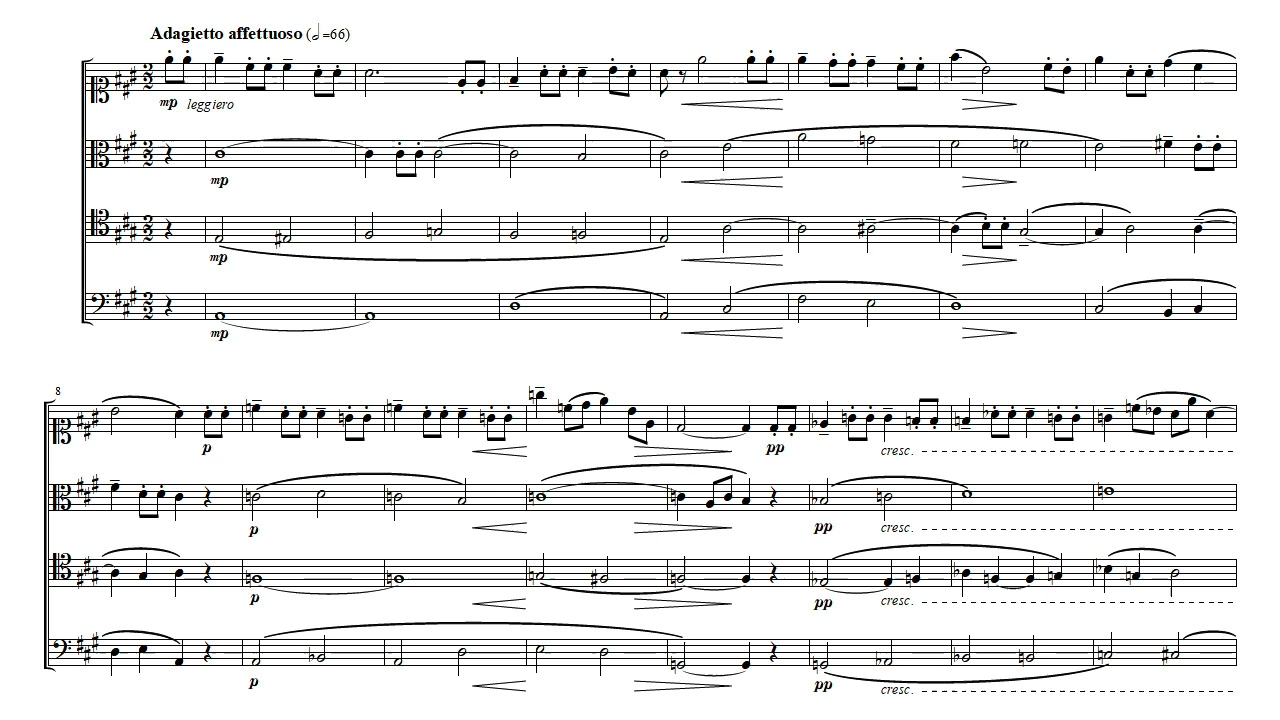 Adagietto affettuoso (𝅗𝅥=66)
mp leggiero
mp
mp
mp
8
p
pp
cresc.
p
pp
cresc.
p
pp
cresc.
p
pp
cresc.